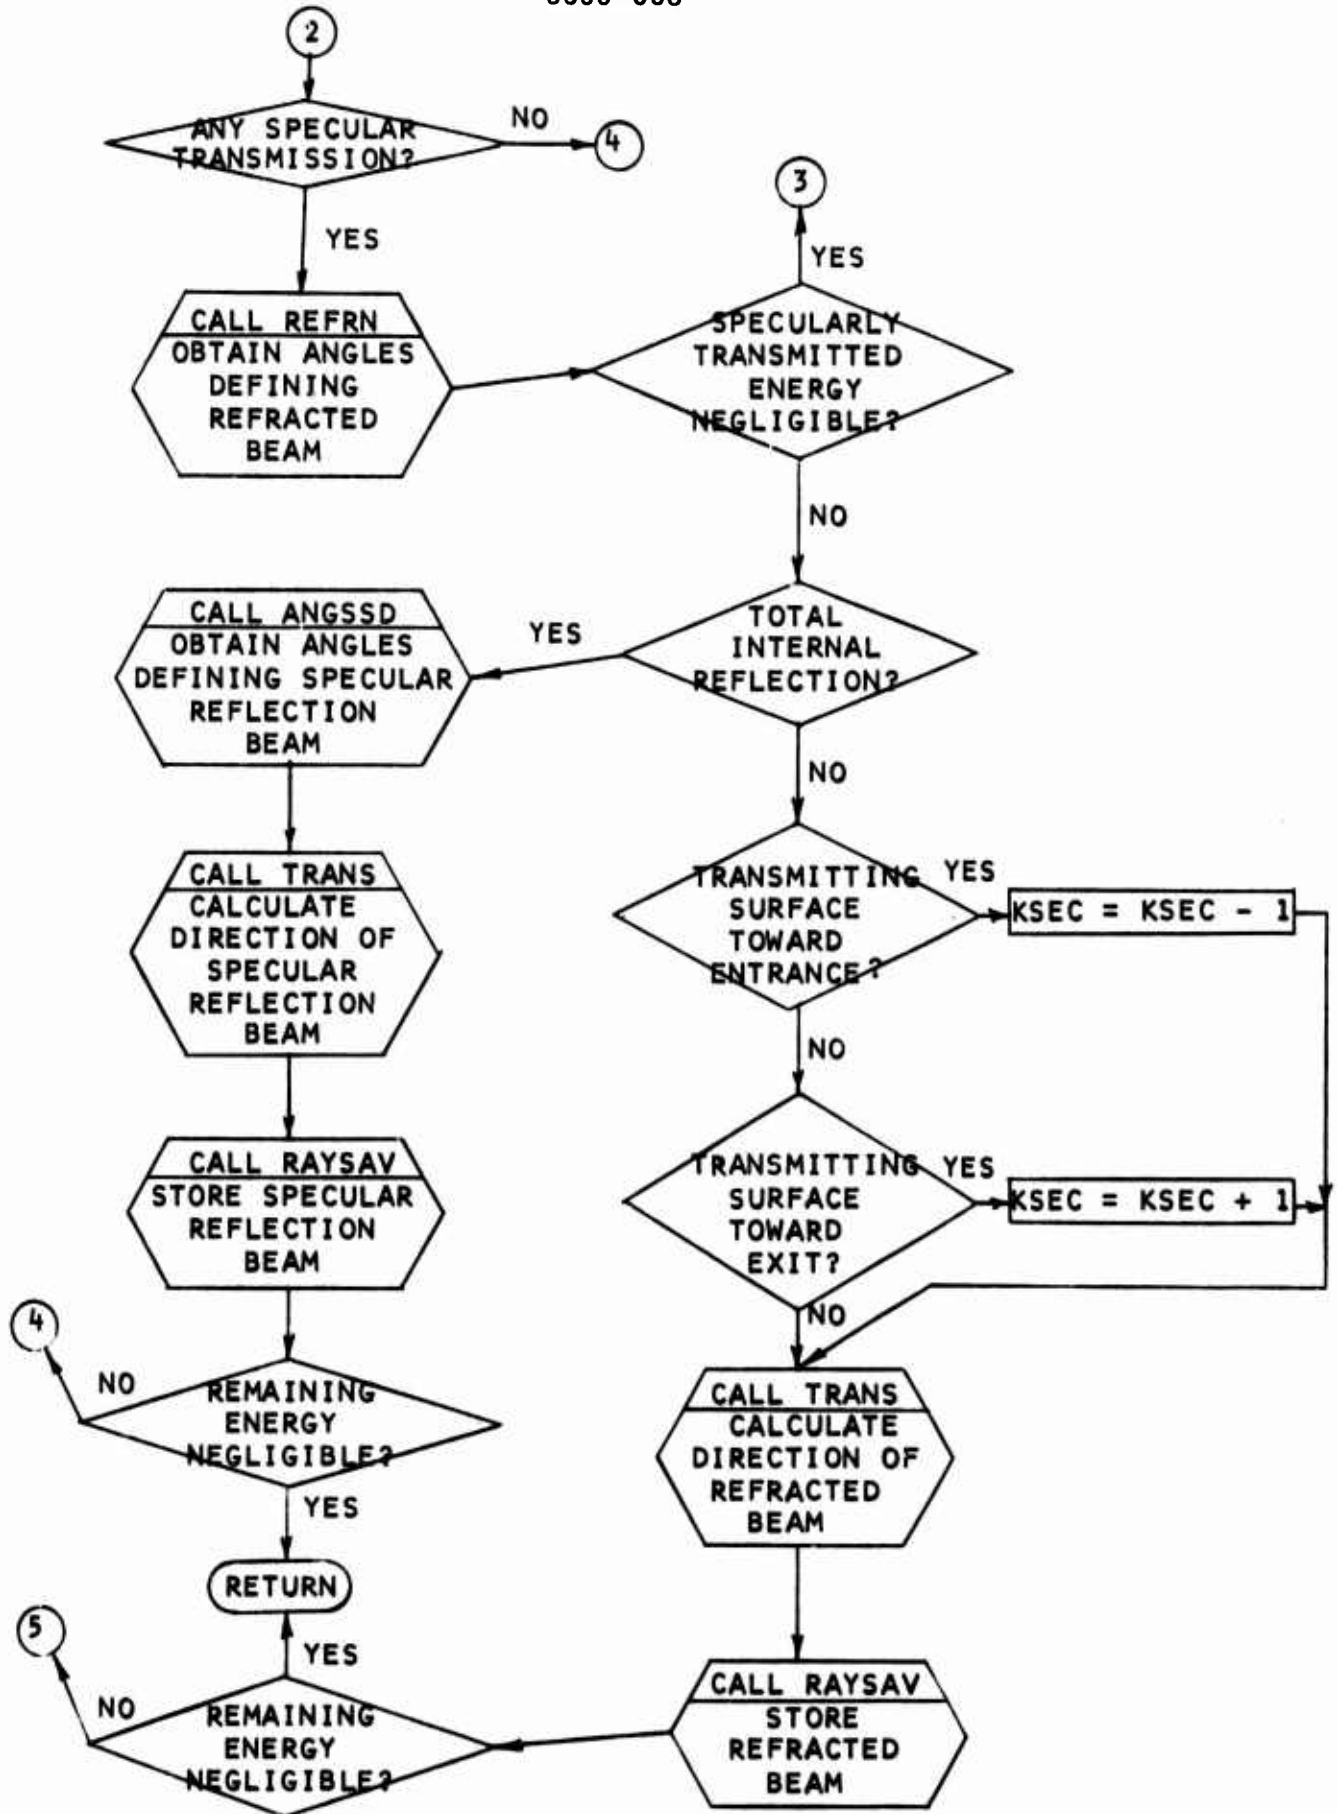 2
ANY SPECULAR
TRANSMISSION?
NO
4
YES
CALL REFRN
OBTAIN ANGLES
DEFINING
REFRACTED
BEAM
3
YES
SPECULARLY
TRANSMITTED
ENERGY
NEGLIGIBLE?
NO
TOTAL
INTERNAL
REFLECTION?
YES
CALL ANGSSD
OBTAIN ANGLES
DEFINING SPECULAR
REFLECTION
BEAM
CALL TRANS
CALCULATE
DIRECTION OF
SPECULAR
REFLECTION
BEAM
CALL RAYSAV
STORE SPECULAR
REFLECTION
BEAM
4
NO
REMAINING
ENERGY
NEGLIGIBLE?
YES
RETURN
NO
TRANSMITTING
SURFACE
TOWARD
ENTRANCE?
YES
KSEC = KSEC - 1
NO
TRANSMITTING
SURFACE
TOWARD
EXIT?
YES
KSEC = KSEC + 1
NO
CALL TRANS
CALCULATE
DIRECTION OF
REFRACTED
BEAM
CALL RAYSAV
STORE
REFRACTED
BEAM
5
NO
YES
REMAINING
ENERGY
NEGLIGIBLE?